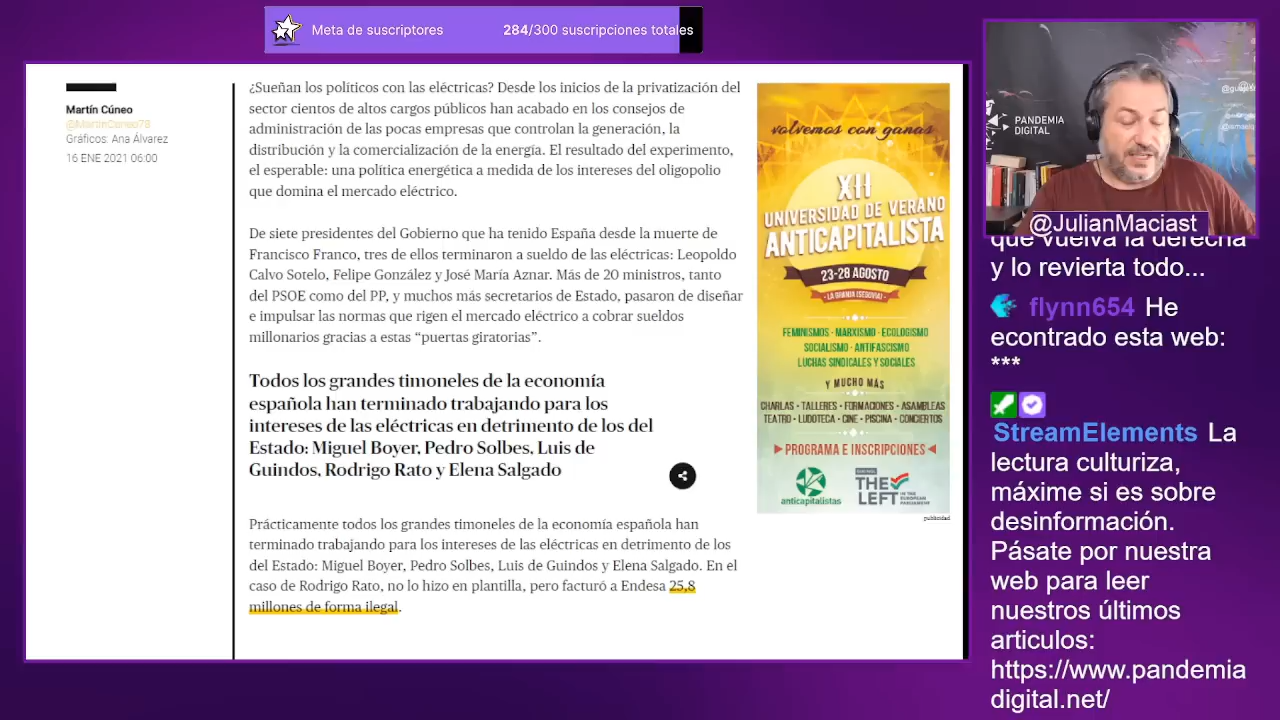 Meta de suscriptores
284/300 suscripciones totales
Martín Cúneo
@MartinCuneo78
Gráficos: Ana Álvarez
16 ENE 2021 06:00
¿Sueñan los políticos con las eléctricas? Desde los inicios de la privatización del
sector cientos de altos cargos públicos han acabado en los consejos de
administración de las pocas empresas que controlan la generación, la
distribución y la comercialización de la energía. El resultado del experimento,
el esperable: una política energética a medida de los intereses del oligopolio
que domina el mercado eléctrico.
De siete presidentes del Gobierno que ha tenido España desde la muerte de
Francisco Franco, tres de ellos terminaron a sueldo de las eléctricas: Leopoldo
Calvo Sotelo, Felipe González y José María Aznar. Más de 20 ministros, tanto
del PSOE como del PP, y muchos más secretarios de Estado, pasaron de diseñar
e impulsar las normas que rigen el mercado eléctrico a cobrar sueldos
millonarios gracias a estas “puertas giratorias”.
Todos los grandes timoneles de la economía
española han terminado trabajando para los
intereses de las eléctricas en detrimento de los del
Estado: Miguel Boyer, Pedro Solbes, Luis de
Guindos, Rodrigo Rato y Elena Salgado
Prácticamente todos los grandes timoneles de la economía española han
terminado trabajando para los intereses de las eléctricas en detrimento de los
del Estado: Miguel Boyer, Pedro Solbes, Luis de Guindos y Elena Salgado. En el
caso de Rodrigo Rato, no lo hizo en plantilla, pero facturó a Endesa 25,8
millones de forma ilegal.
volvemos con ganas
XII
UNIVERSIDAD DE VERANO
ANTICAPITALISTA
23-28 AGOSTO
LA GRANJA (SEGOVIA)
FEMINISMOS · MARXISMO · ECOLOGISMO
SOCIALISMO · ANTIFASCISMO
LUCHAS SINDICALES Y SOCIALES
Y MUCHO MÁS
CHARLAS · TALLERES · FORMACIONES · ASAMBLEAS
TEATRO · LUDOTECA · CINE · PISCINA · CONCIERTOS
PROGRAMA E INSCRIPCIONES
anticapitalistas
THE LEFT
IN THE EUROPEAN PARLIAMENT
publicidad
PANDEMIA
DIGITAL
@JulianMaciast
que vuelva la derecha
y lo revierta todo...
flynn654 He
econtrado esta web:
***
StreamElements La
lectura culturiza,
máxime si es sobre
desinformación.
Pásate por nuestra
web para leer
nuestros últimos
articulos:
https://www.pandemia
digital.net/